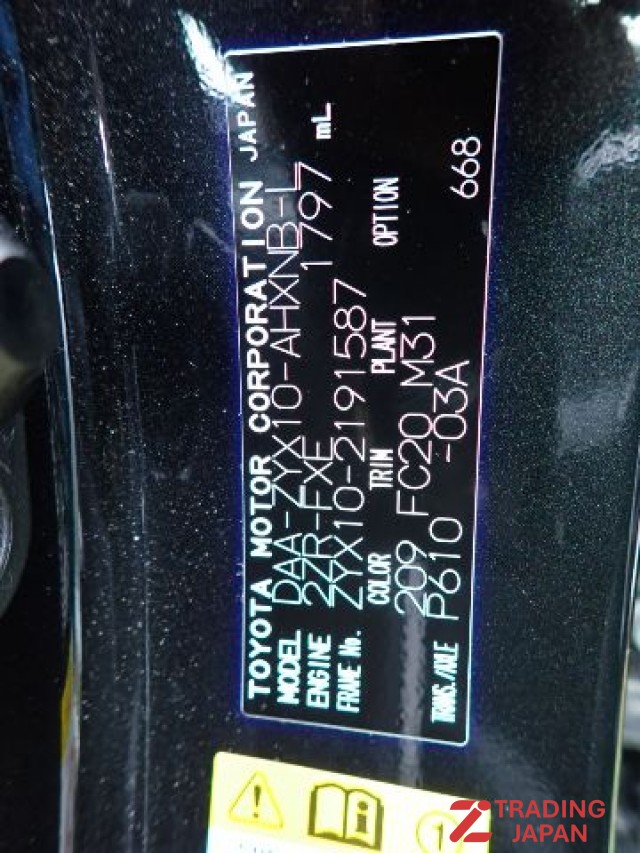 TOYOTA MOTOR CORPORATION JAPAN
MODEL DAA-ZYX10-AHXNB-L
ENGINE 2ZR-FXE 1797 mL
FRAME No. ZYX10-2191587
COLOR TRIM PLANT OPTION
209 FC20 M31
TRANS./AXLE P610 -03A 668
1
TRADING
JAPAN